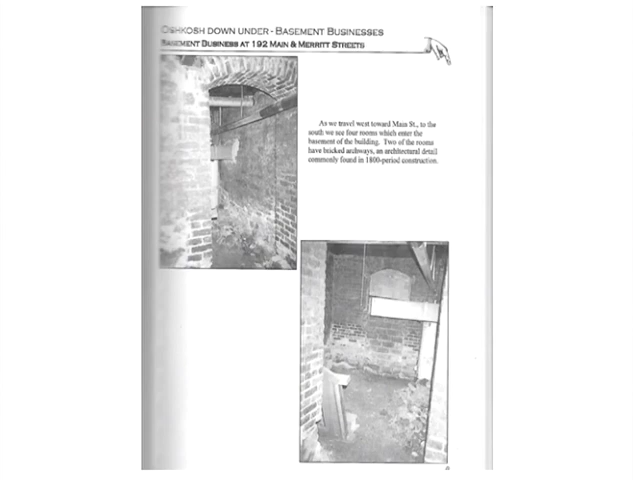 OSHKOSH DOWN UNDER - BASEMENT BUSINESSES
BASEMENT BUSINESS AT 192 MAIN & MERRITT STREETS
As we travel west toward Main St., to the
south we see four rooms which enter the
basement of the building. Two of the rooms
have bricked archways, an architectural detail
commonly found in 1800-period construction.